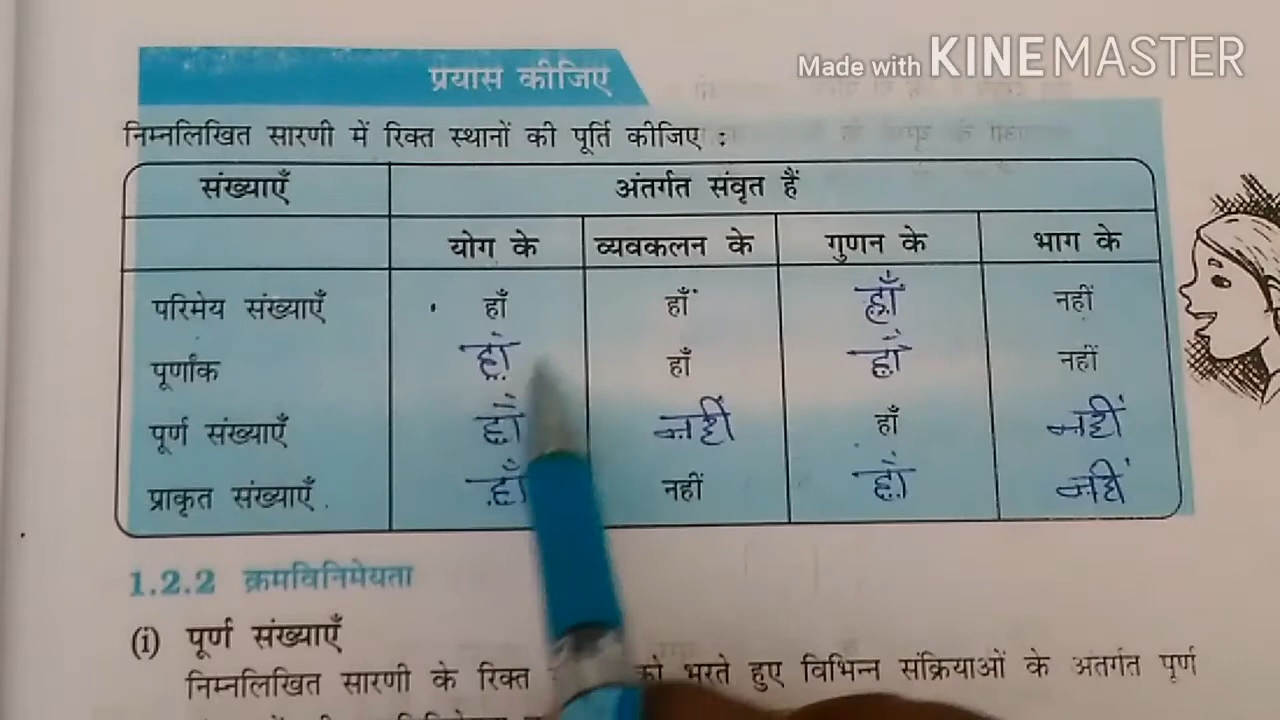 Made with KINEMASTER
प्रयास कीजिए
निम्नलिखित सारणी में रिक्त स्थानों की पूर्ति कीजिए :
संख्याएँ अंतर्गत संवृत हैं
योग के व्यवकलन के गुणन के भाग के
परिमेय संख्याएँ हाँ हाँ हाँ नहीं
पूर्णांक हां हाँ हां नहीं
पूर्ण संख्याएँ हां नहीं हाँ नहीं
प्राकृत संख्याएँ. हाँ नहीं हां नहीं
1.2.2 क्रमविनिमेयता
(i) पूर्ण संख्याएँ
निम्नलिखित सारणी के रिक्त को भरते हुए विभिन्न संक्रियाओं के अंतर्गत पूर्ण